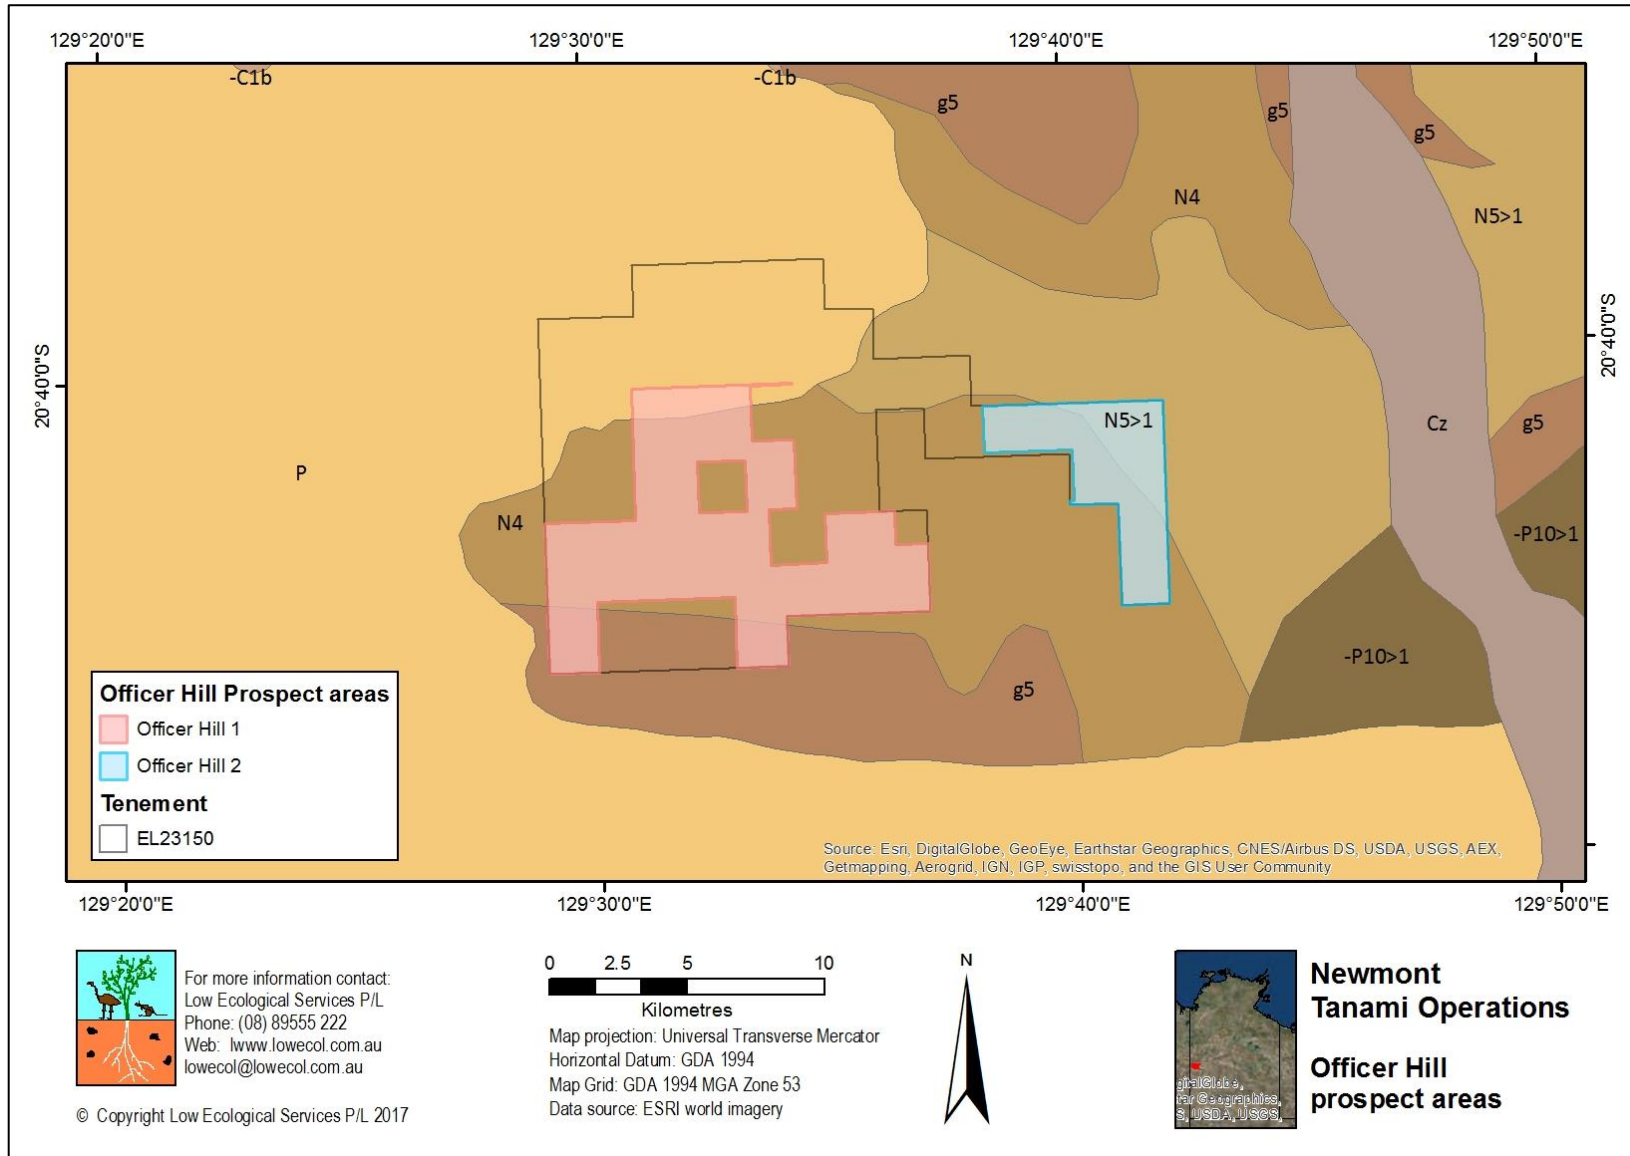 129°20'0"E 129°30'0"E 129°40'0"E 129°50'0"E
-C1b -C1b
g5 g5 g5
N4
N5>1
20°40'0"S
20°40'0"S
N5>1
Cz
g5
P
N4
-P10>1
-P10>1
g5
Officer Hill Prospect areas
Officer Hill 1
Officer Hill 2
Tenement
EL23150
Source: Esri, DigitalGlobe, GeoEye, Earthstar Geographics, CNES/Airbus DS, USDA, USGS, AEX,
Getmapping, Aerogrid, IGN, IGP, swisstopo, and the GIS User Community
129°20'0"E 129°30'0"E 129°40'0"E 129°50'0"E
For more information contact:
Low Ecological Services P/L
Phone: (08) 89555 222
Web: lwww.lowecol.com.au
lowecol@lowecol.com.au
© Copyright Low Ecological Services P/L 2017
0 2.5 5 10
Kilometres
Map projection: Universal Transverse Mercator
Horizontal Datum: GDA 1994
Map Grid: GDA 1994 MGA Zone 53
Data source: ESRI world imagery
N
gitalGlobe,
tar Geographics,
S, USDA, USGS,
Newmont
Tanami Operations
Officer Hill
prospect areas